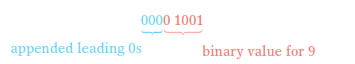 0000 1001
appended leading 0s
binary value for 9